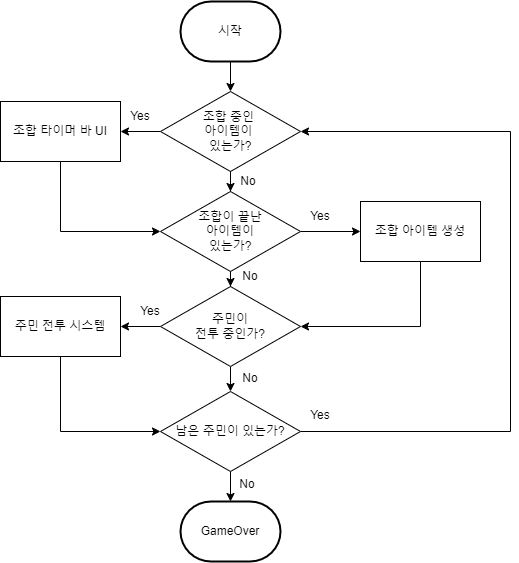 시작
조합 중인
아이템이
있는가?
Yes
조합 타이머 바 UI
No
조합이 끝난
아이템이
있는가?
Yes
조합 아이템 생성
No
주민이
전투 중인가?
Yes
주민 전투 시스템
No
남은 주민이 있는가?
Yes
No
GameOver